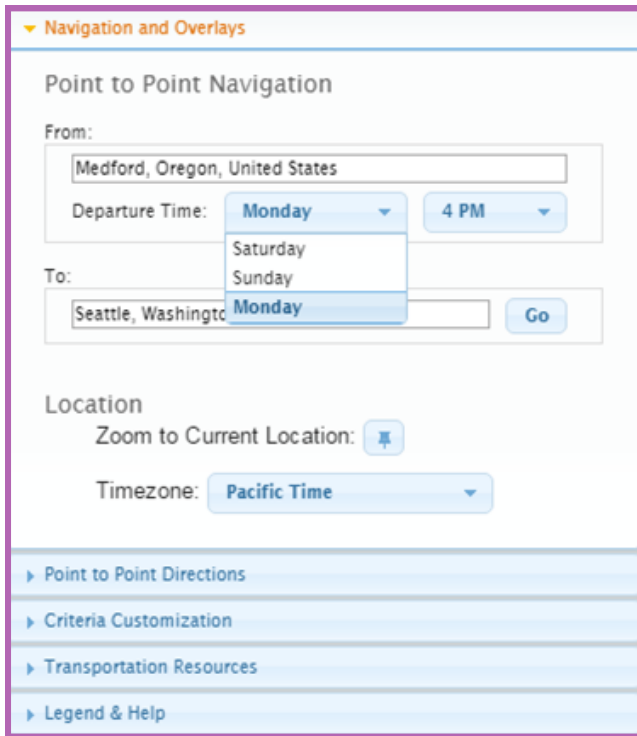 Navigation and Overlays
Point to Point Navigation
From:
Medford, Oregon, United States
Departure Time: Monday 4 PM
Saturday
Sunday
To:
Monday
Seattle, Go
Location
Zoom to Current Location:
Timezone: Pacific Time
Point to Point Directions
Criteria Customization
Transportation Resources
Legend & Help